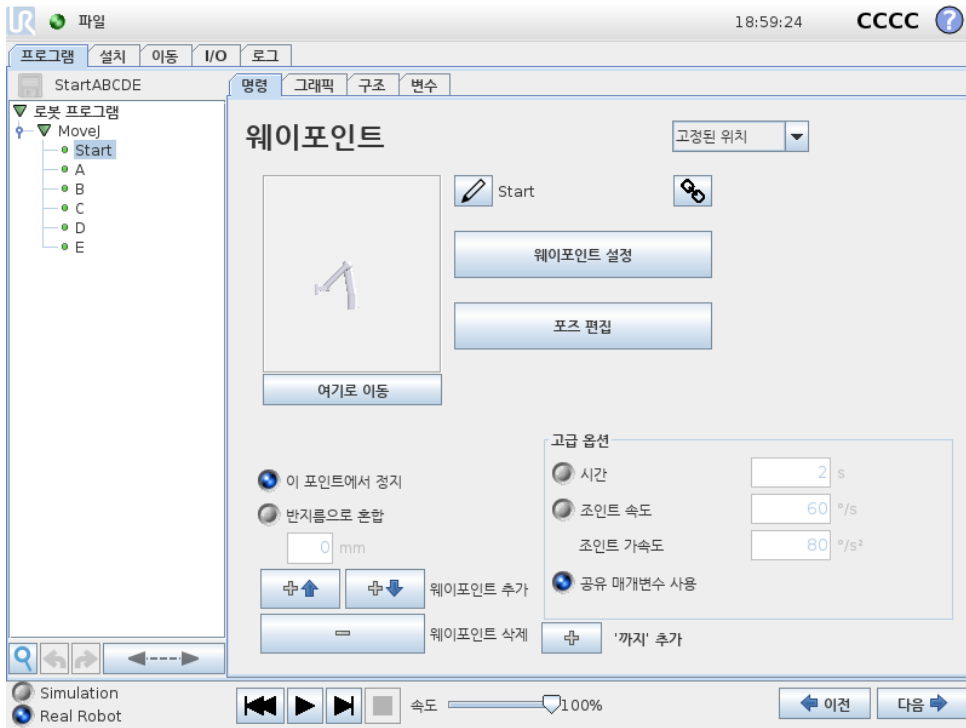 UR 파일 18:59:24 CCCC ?
프로그램 설치 이동 I/O 로그
StartABCDE 명령 그래픽 구조 변수
로봇 프로그램
MoveJ
Start
A
B
C
D
E
웨이포인트 고정된 위치
Start
웨이포인트 설정
포즈 편집
여기로 이동
이 포인트에서 정지
반지름으로 혼합
0 mm
웨이포인트 추가
웨이포인트 삭제
고급 옵션
시간 2 s
조인트 속도 60 °/s
조인트 가속도 80 °/s²
공유 매개변수 사용
'까지' 추가
Simulation
Real Robot
속도 100%
이전 다음